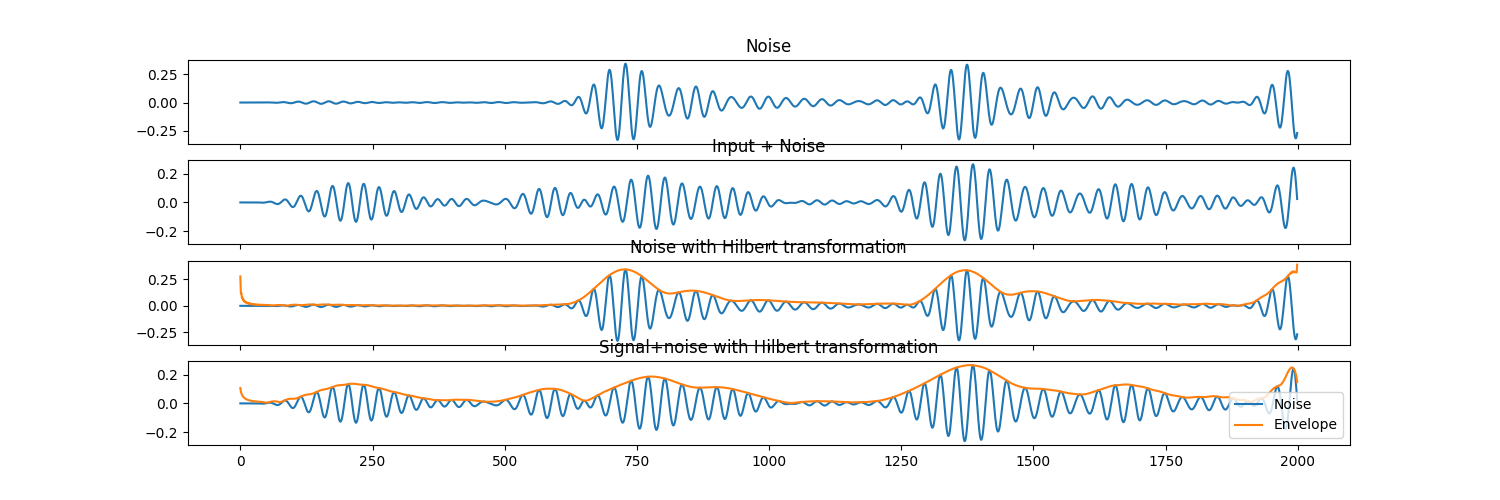 Noise
0.25
0.00
−0.25
Input + Noise
0.2
0.0
−0.2
Noise with Hilbert transformation
0.25
0.00
−0.25
Signal+noise with Hilbert transformation
0.2
0.0
−0.2
Noise
Envelope
0 250 500 750 1000 1250 1500 1750 2000